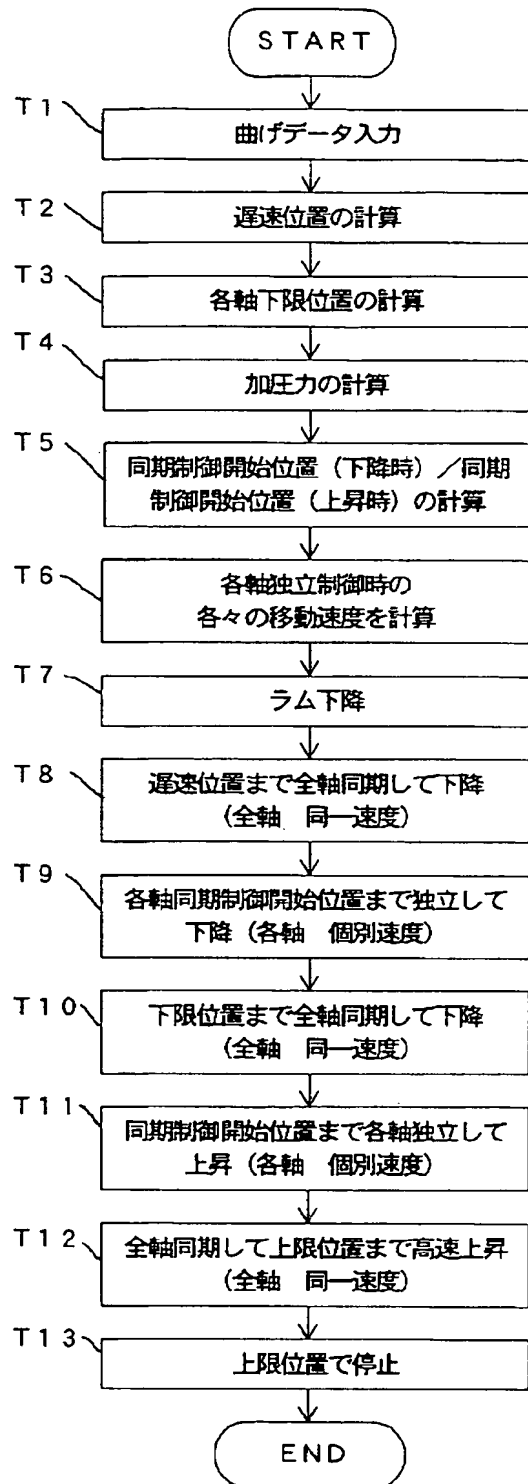 START
T1
曲げデータ入力
T2
遅速位置の計算
T3
各軸下限位置の計算
T4
加圧力の計算
T5
同期制御開始位置(下降時)/同期
制御開始位置(上昇時)の計算
T6
各軸独立制御時の
各々の移動速度を計算
T7
ラム下降
T8
遅速位置まで全軸同期して下降
(全軸 同一速度)
T9
各軸同期制御開始位置まで独立して
下降(各軸 個別速度)
T10
下限位置まで全軸同期して下降
(全軸 同一速度)
T11
同期制御開始位置まで各軸独立して
上昇(各軸 個別速度)
T12
全軸同期して上限位置まで高速上昇
(全軸 同一速度)
T13
上限位置で停止
END